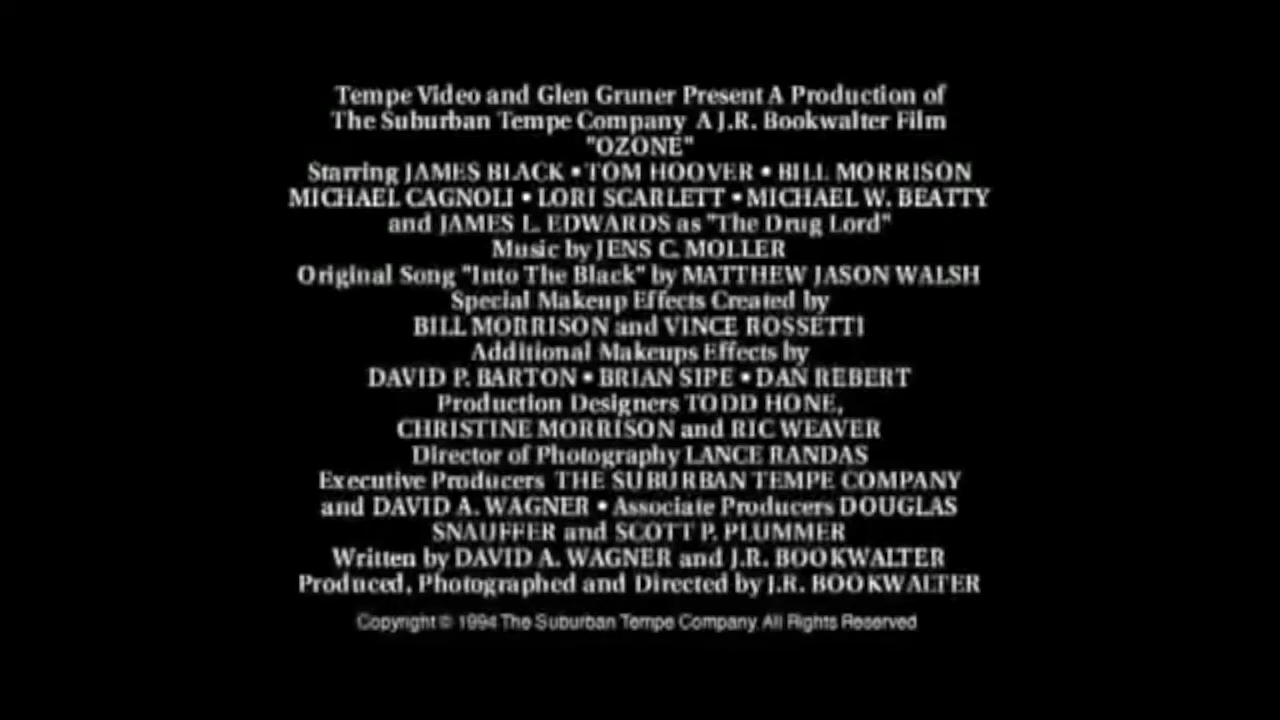 Tempe Video and Glen Gruner Present A Production of
The Suburban Tempe Company A J.R. Bookwalter Film
"OZONE"
Starring JAMES BLACK • TOM HOOVER • BILL MORRISON
MICHAEL CAGNOLI • LORI SCARLETT • MICHAEL W. BEATTY
and JAMES L. EDWARDS as "The Drug Lord"
Music by JENS C. MOLLER
Original Song "Into The Black" by MATTHEW JASON WALSH
Special Makeup Effects Created by
BILL MORRISON and VINCE ROSSETTI
Additional Makeups Effects by
DAVID P. BARTON • BRIAN SIPE • DAN REBERT
Production Designers TODD HONE,
CHRISTINE MORRISON and RIC WEAVER
Director of Photography LANCE RANDAS
Executive Producers THE SUBURBAN TEMPE COMPANY
and DAVID A. WAGNER • Associate Producers DOUGLAS
SNAUFFER and SCOTT P. PLUMMER
Written by DAVID A. WAGNER and J.R. BOOKWALTER
Produced, Photographed and Directed by J.R. BOOKWALTER
Copyright © 1994 The Suburban Tempe Company. All Rights Reserved